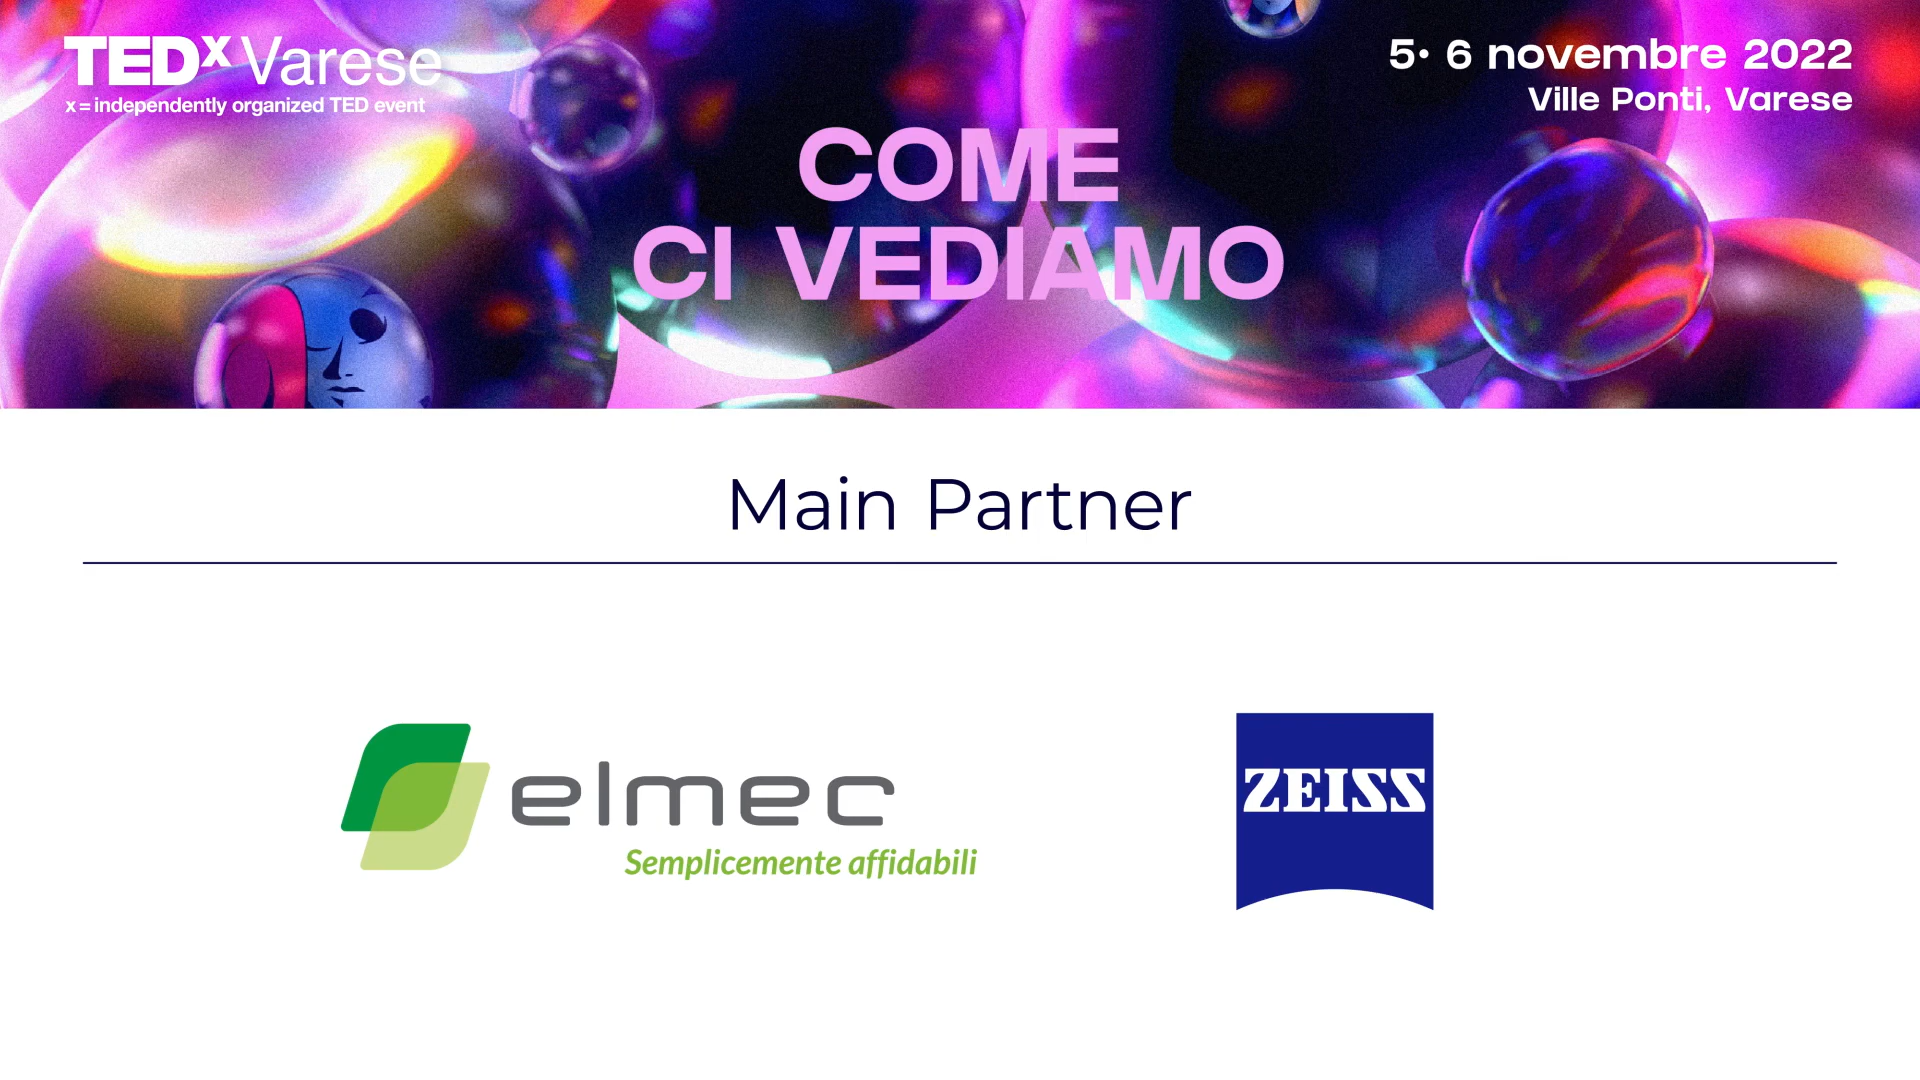 TEDx Varese
x = independently organized TED event
5• 6 novembre 2022
Ville Ponti, Varese
COME
CI VEDIAMO
Main Partner
elmec
Semplicemente affidabili
ZEISS